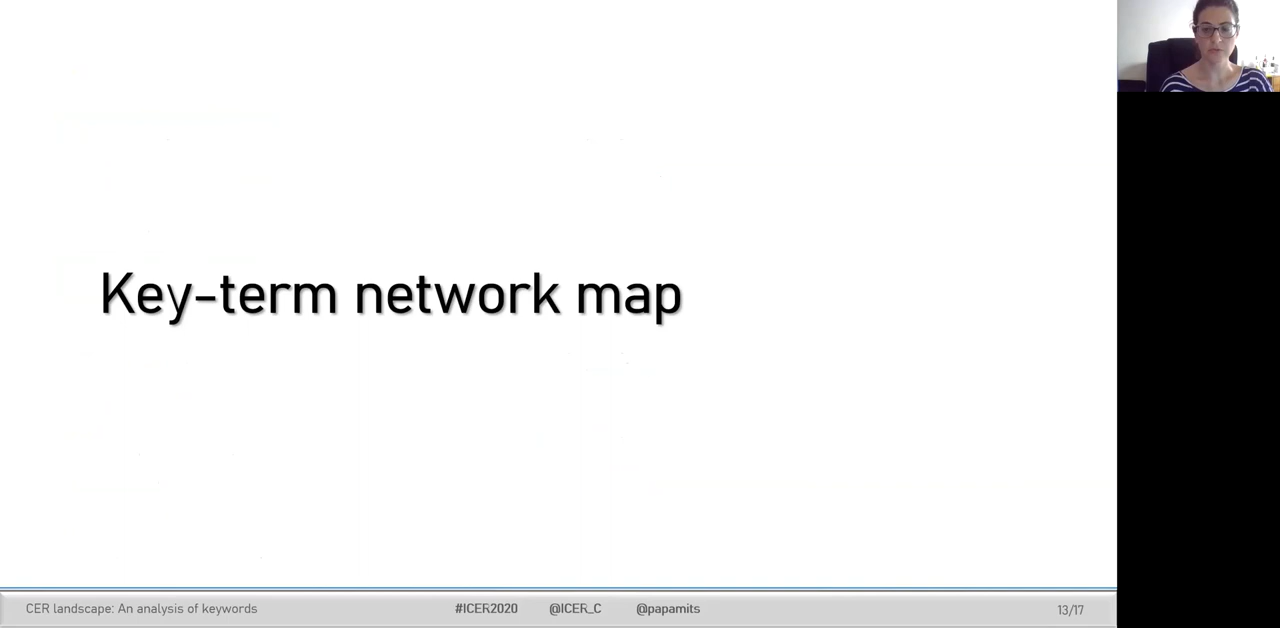 Key-term network map
CER landscape: An analysis of keywords #ICER2020 @ICER_C @papamits 13/17